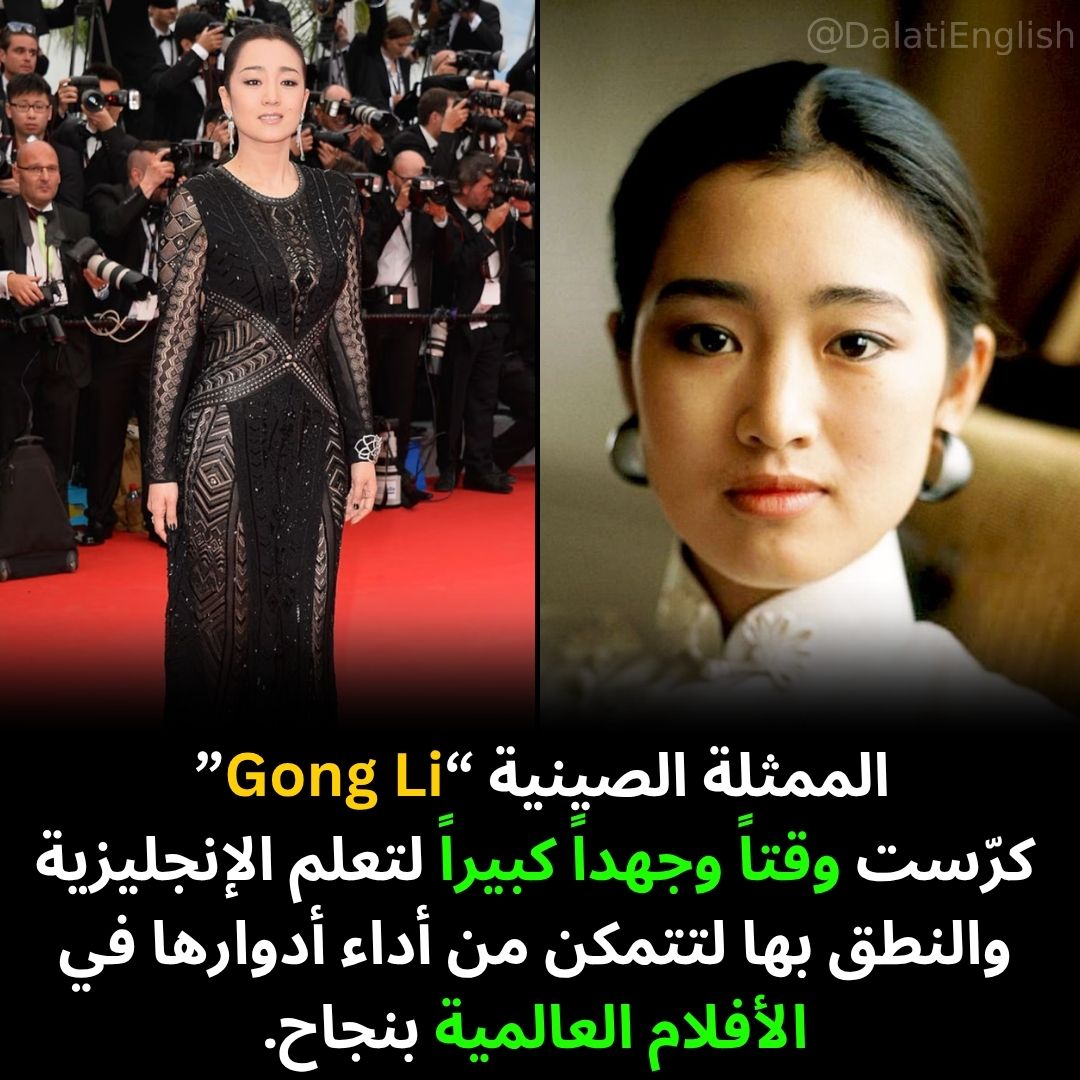 @DalatiEnglish
الممثلة الصينية “Gong Li”
كرّست وقتاً وجهداً كبيراً لتعلم الإنجليزية
والنطق بها لتتمكن من أداء أدوارها في
الأفلام العالمية بنجاح.